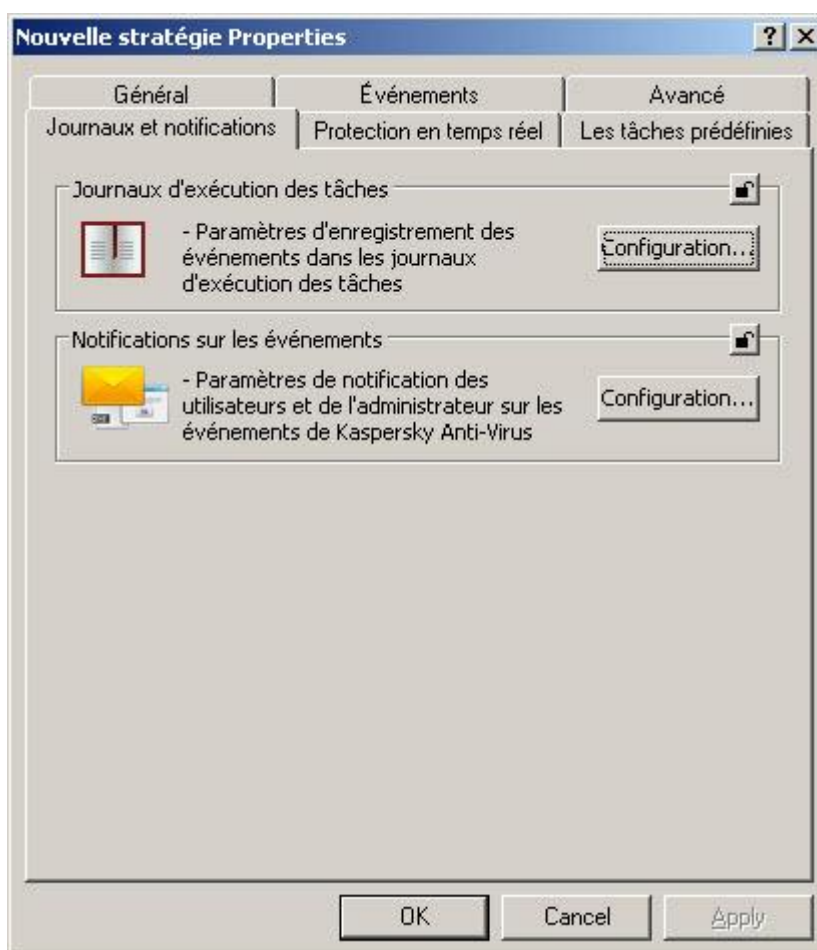 Nouvelle stratégie Properties
Général
Événements
Avancé
Journaux et notifications
Protection en temps réel
Les tâches prédéfinies
Journaux d'exécution des tâches
- Paramètres d'enregistrement des
événements dans les journaux
d'exécution des tâches
Configuration...
Notifications sur les événements
- Paramètres de notification des
utilisateurs et de l'administrateur sur les
événements de Kaspersky Anti-Virus
Configuration...
OK
Cancel
Apply